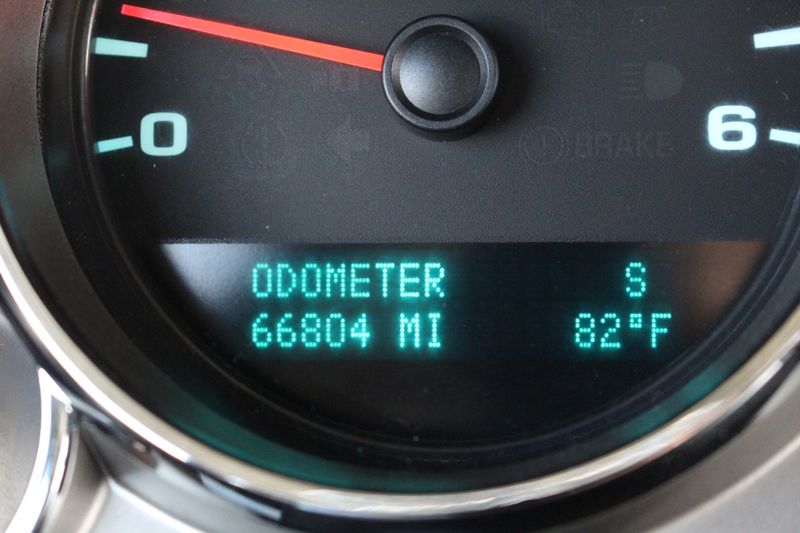 0
6
BRAKE
ODOMETER S
66804 MI 82°F